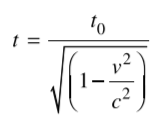 t = t₀ / √(1 − v²/c²)